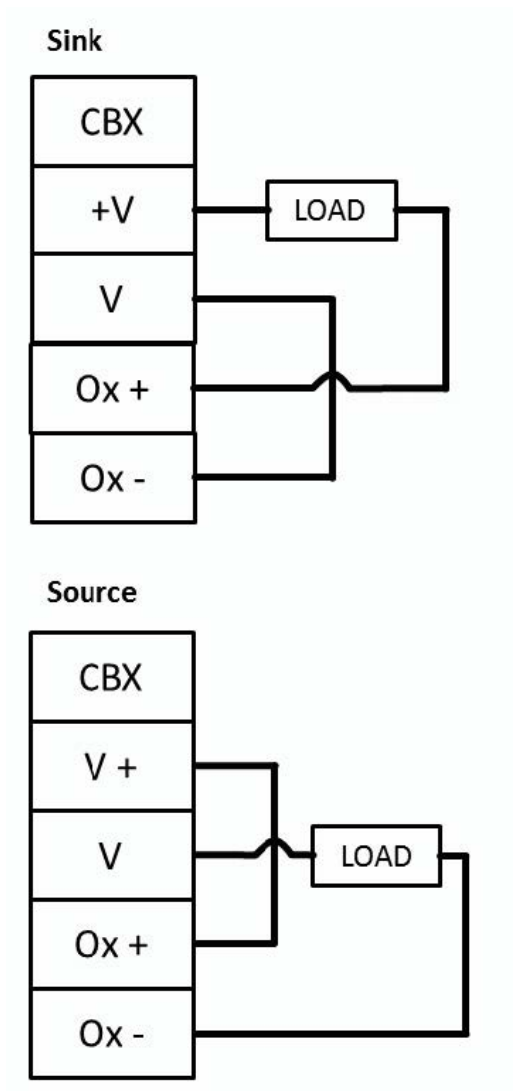 Sink
CBX
+V
LOAD
V
Ox +
Ox -
Source
CBX
V +
V
LOAD
Ox +
Ox -